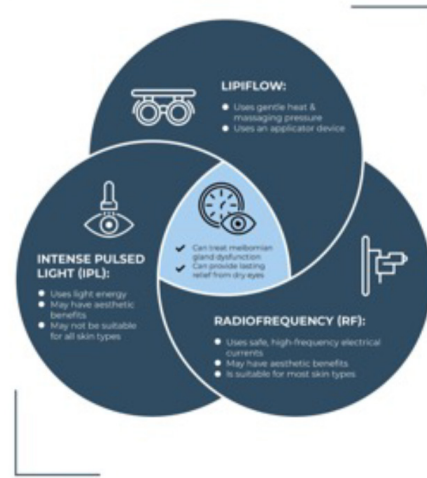 LIPIFLOW:
Uses gentle heat &
massaging pressure
Uses an applicator device
Can treat meibomian
gland dysfunction
Can provide lasting
relief from dry eyes
INTENSE PULSED
LIGHT (IPL):
Uses light energy
May have aesthetic
benefits
May not be suitable
for all skin types
RADIOFREQUENCY (RF):
Uses safe, high-frequency electrical
currents
May have aesthetic benefits
Is suitable for most skin types